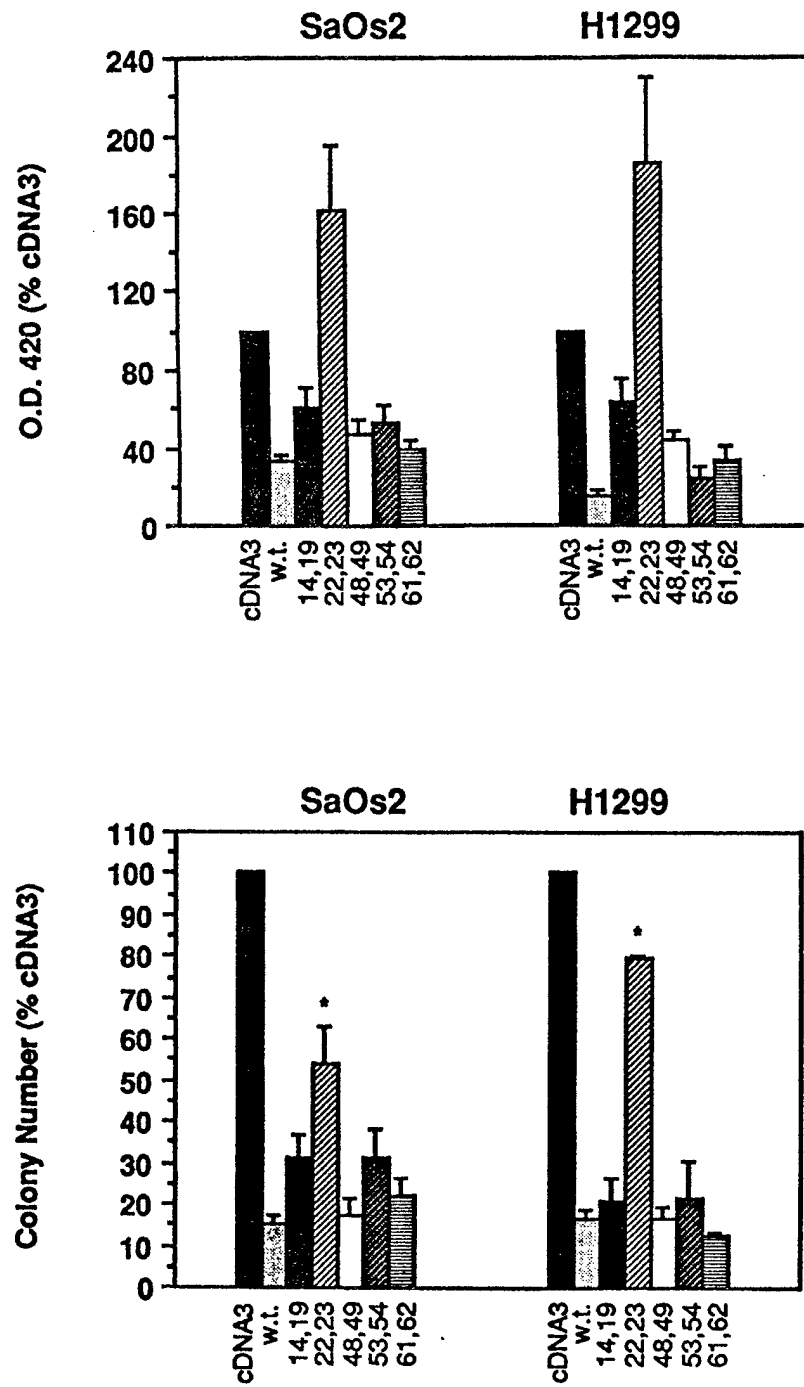 SaOs2 H1299
O.D. 420 (% cDNA3)
240
200
160
120
80
40
0
cDNA3 w.t. 14,19 22,23 48,49 53,54 61,62
cDNA3 w.t. 14,19 22,23 48,49 53,54 61,62
SaOs2 H1299
Colony Number (% cDNA3)
110
100
90
80
70
60
50
40
30
20
10
0
*
*
cDNA3 w.t. 14,19 22,23 48,49 53,54 61,62
cDNA3 w.t. 14,19 22,23 48,49 53,54 61,62